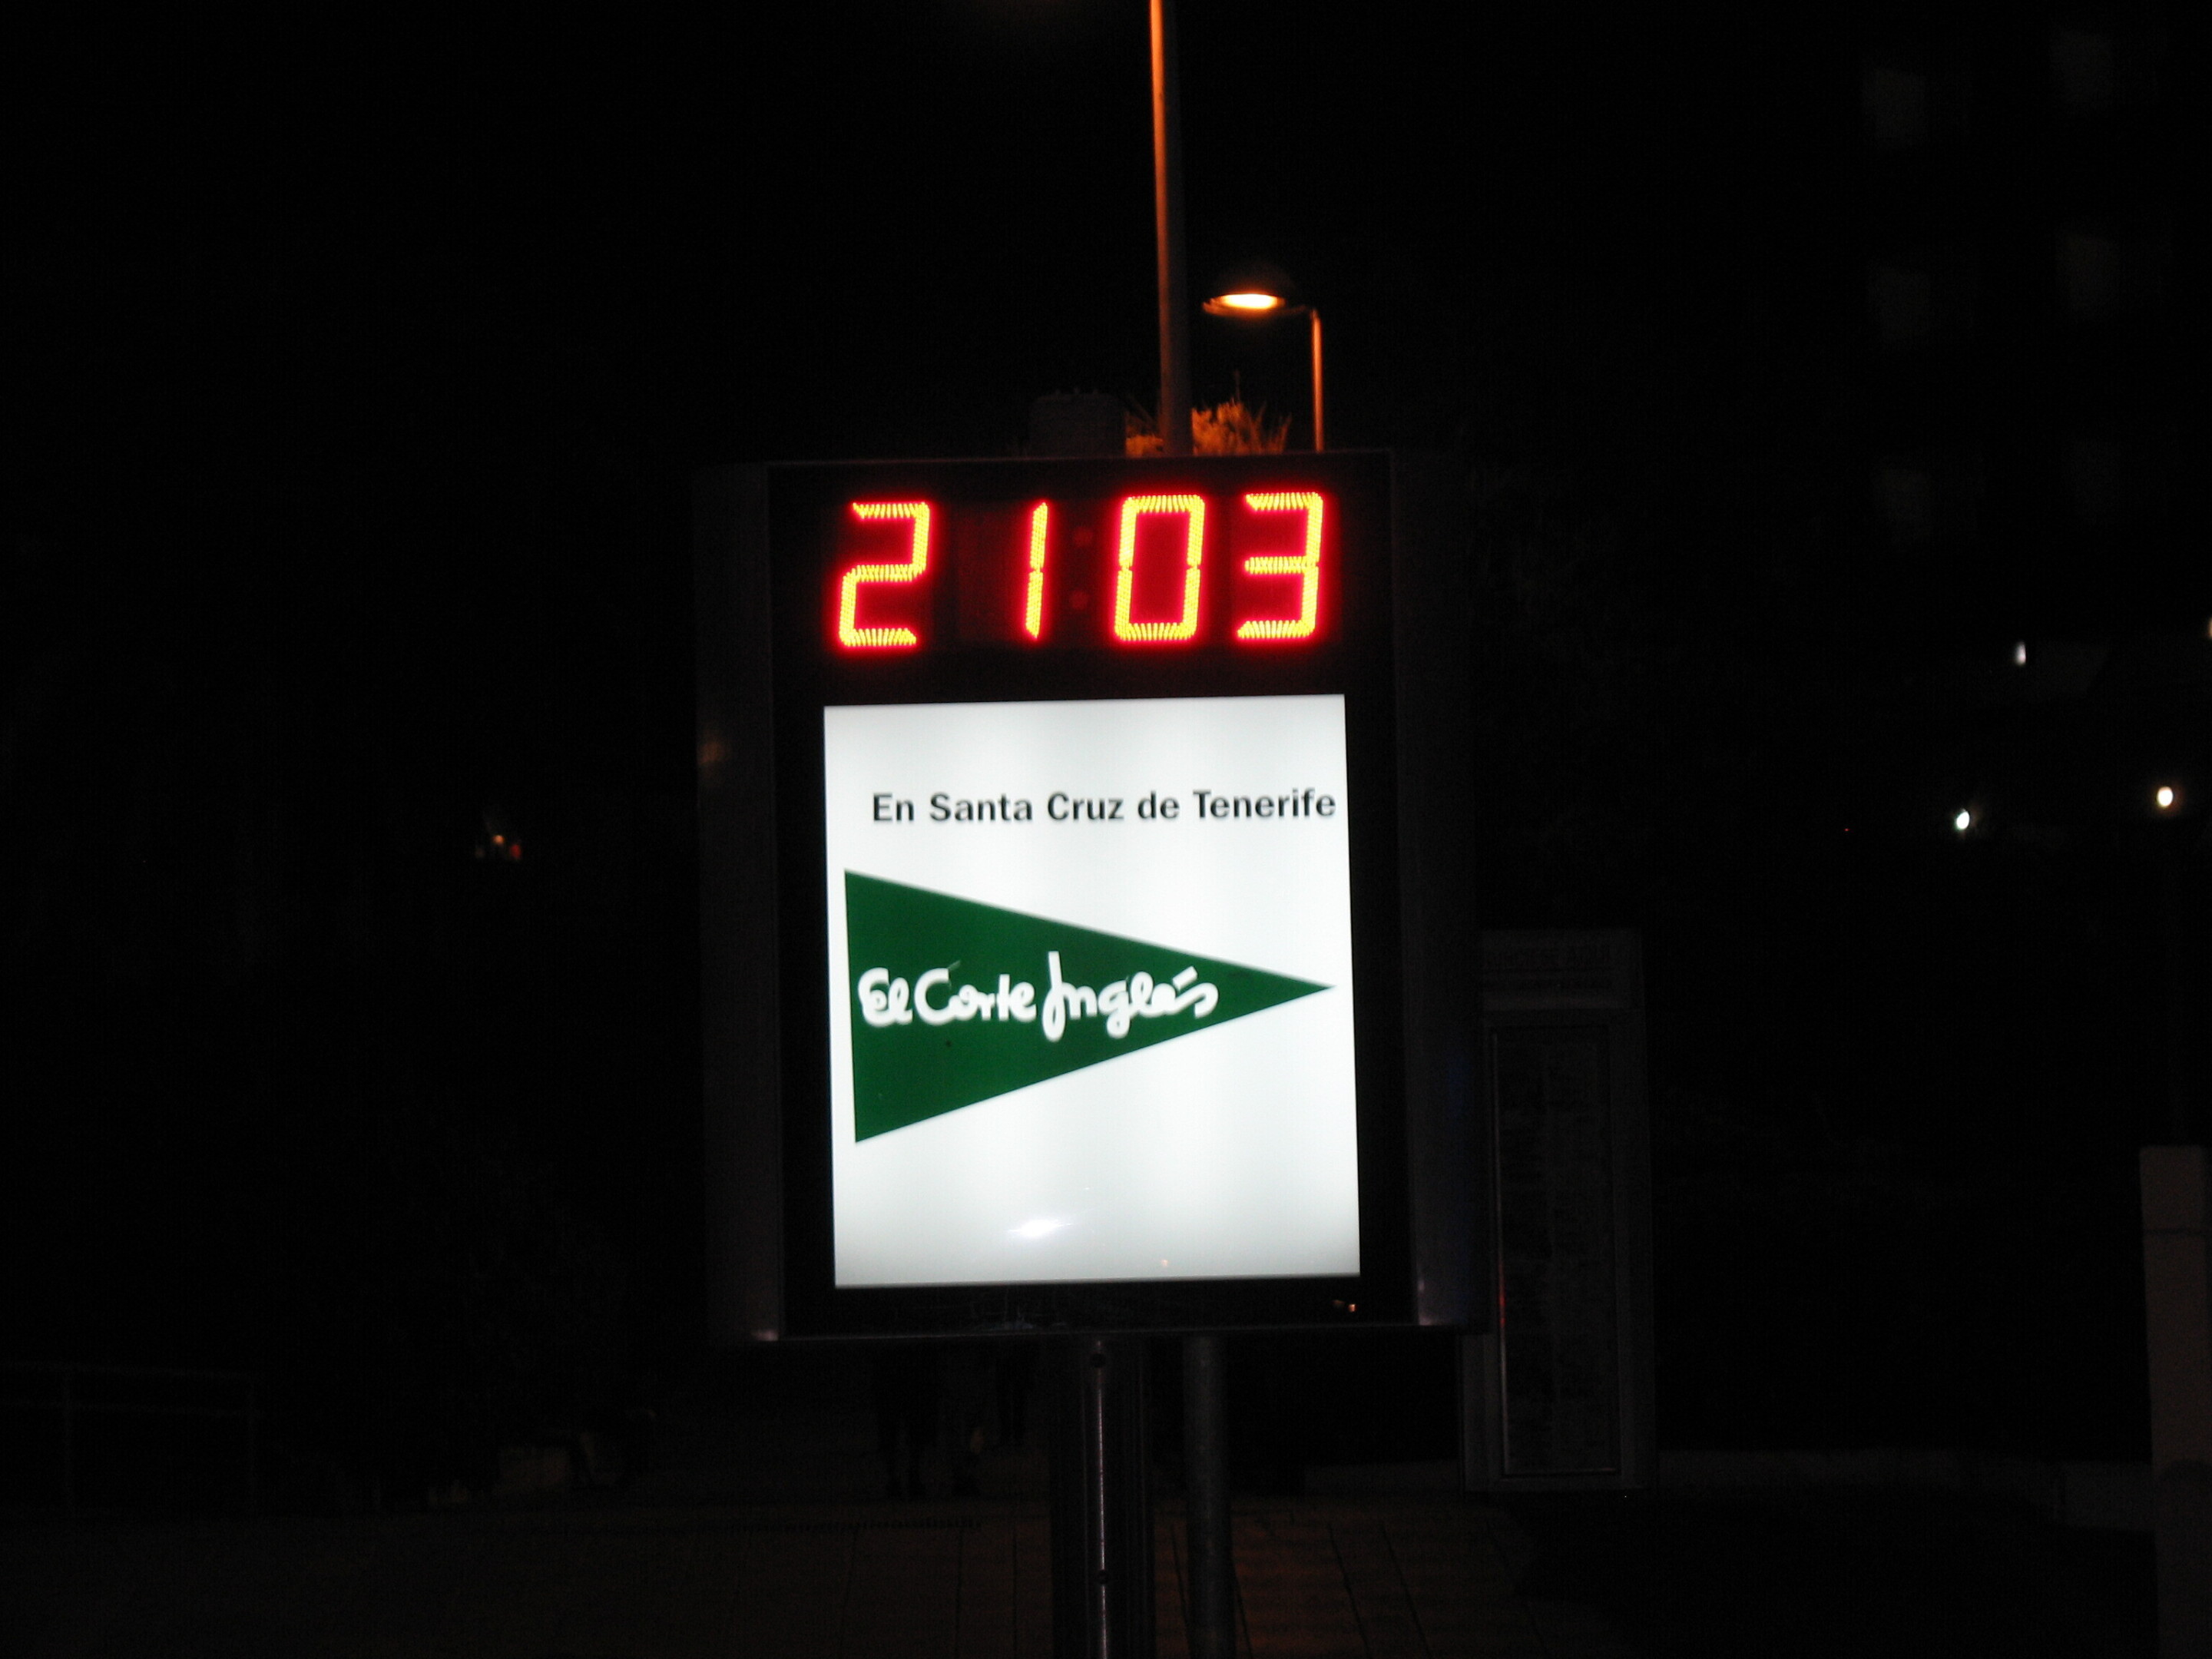 21:03
En Santa Cruz de Tenerife
El Corte Inglés